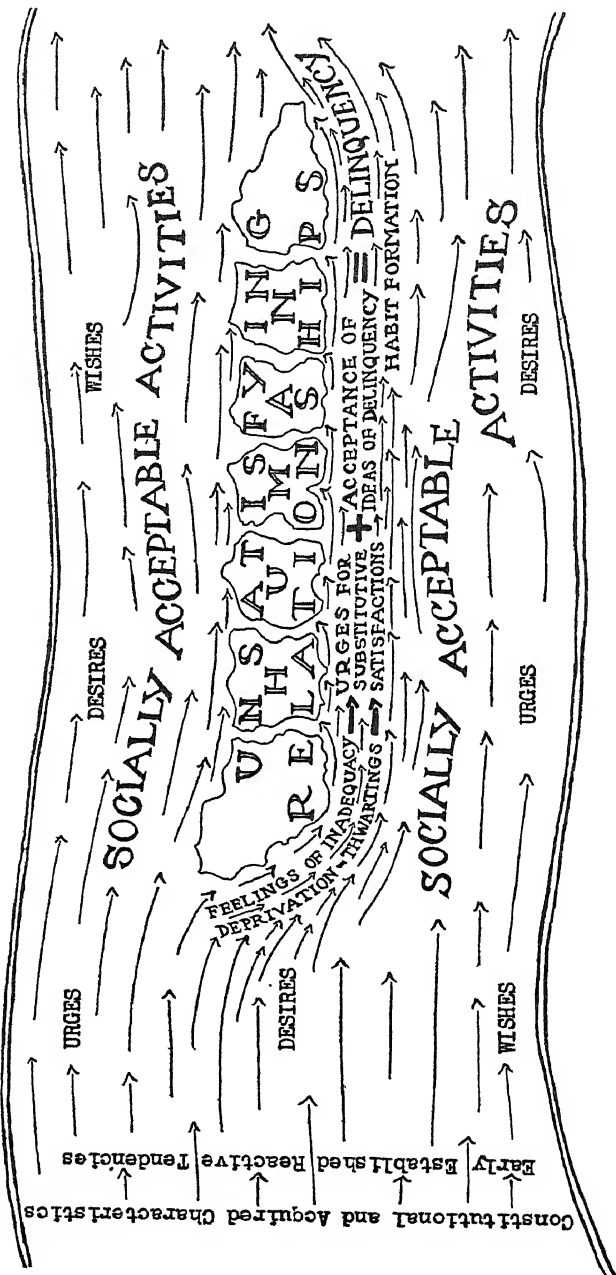 Constitutional and Acquired Characteristics
Early Established Reactive Tendencies
URGES
DESIRES
WISHES
SOCIALLY ACCEPTABLE ACTIVITIES
UNSATISFYING
HUMAN
RELATIONSHIPS
DESIRES
FEELINGS OF INADEQUACY → URGES FOR
DEPRIVATION - THWARTINGS → SUBSTITUTIVE
SATISFACTIONS
+
ACCEPTANCE OF
IDEAS OF DELINQUENCY
= DELINQUENCY
DELINQUENCY
HABIT FORMATION
SOCIALLY ACCEPTABLE ACTIVITIES
WISHES
URGES
DESIRES